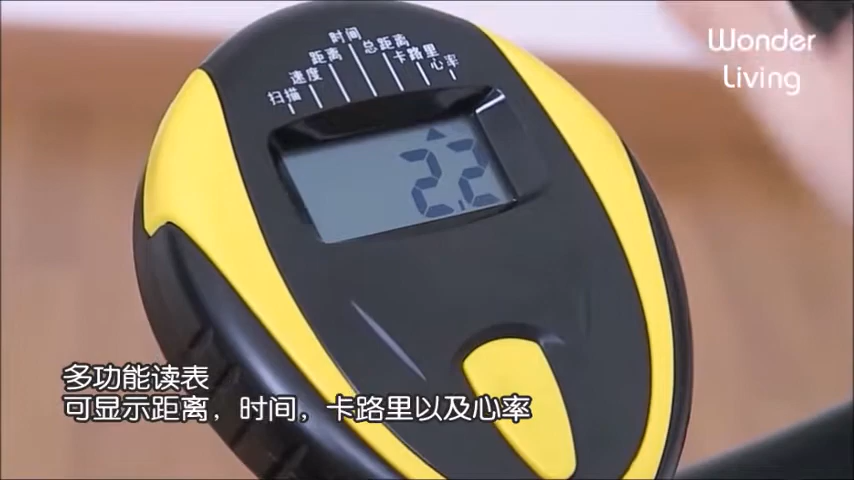 Wonder
Living
扫描 速度 距离 时间 总距离 卡路里 心率
2.2
多功能读表
可显示距离，时间，卡路里以及心率